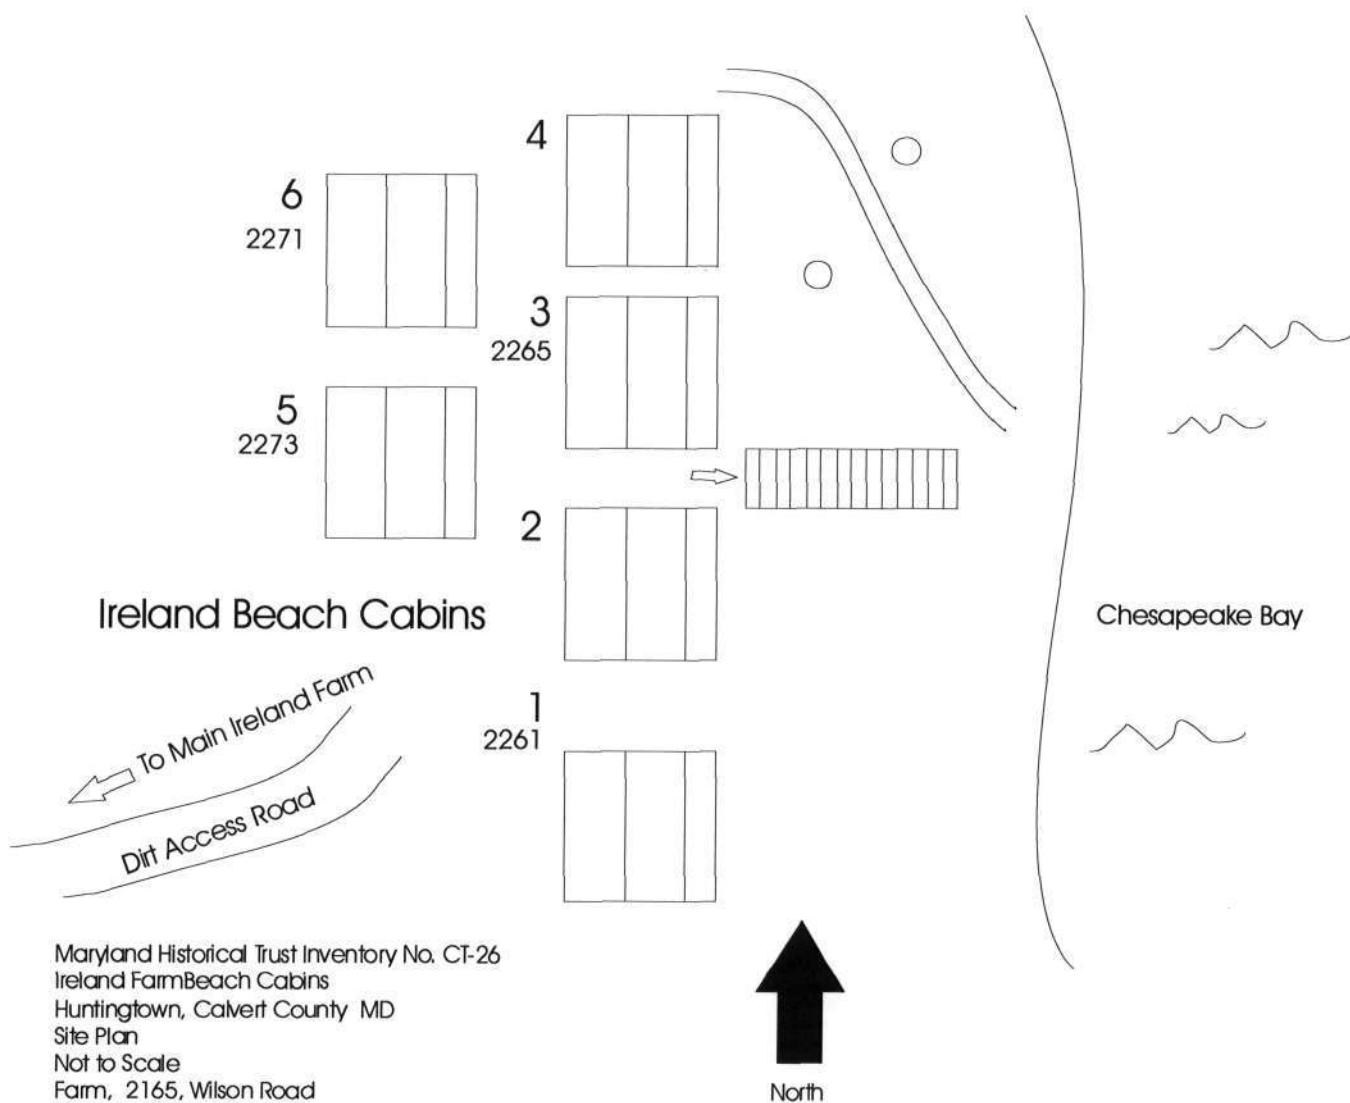 4
6
2271
3
2265
5
2273
2
Ireland Beach Cabins
Chesapeake Bay
To Main Ireland Farm
1
2261
Dirt Access Road
Maryland Historical Trust Inventory No. CT-26
Ireland FarmBeach Cabins
Huntingtown, Calvert County MD
Site Plan
Not to Scale
Farm, 2165, Wilson Road
North